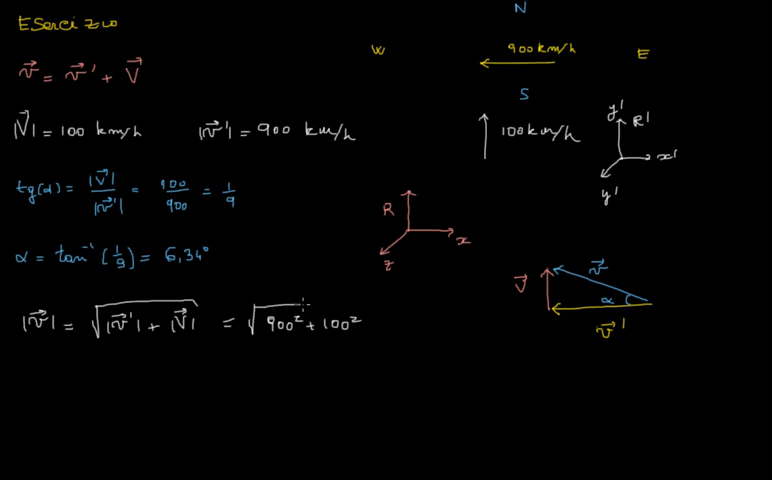 Esercizio
N
W
900 km/h
E
v⃗ = v⃗' + V⃗
S
|V⃗| = 100 km/h
|v⃗'| = 900 km/h
100 km/h
y'
R'
x'
y'
tg(α) = |V⃗| / |v⃗'| = 100 / 900 = 1 / 9
R
x
z
α = tan⁻¹ (1/9) = 6,34°
V⃗
v⃗
α
v⃗'
|v⃗| = √|v⃗'| + |V⃗| = √900² + 100²